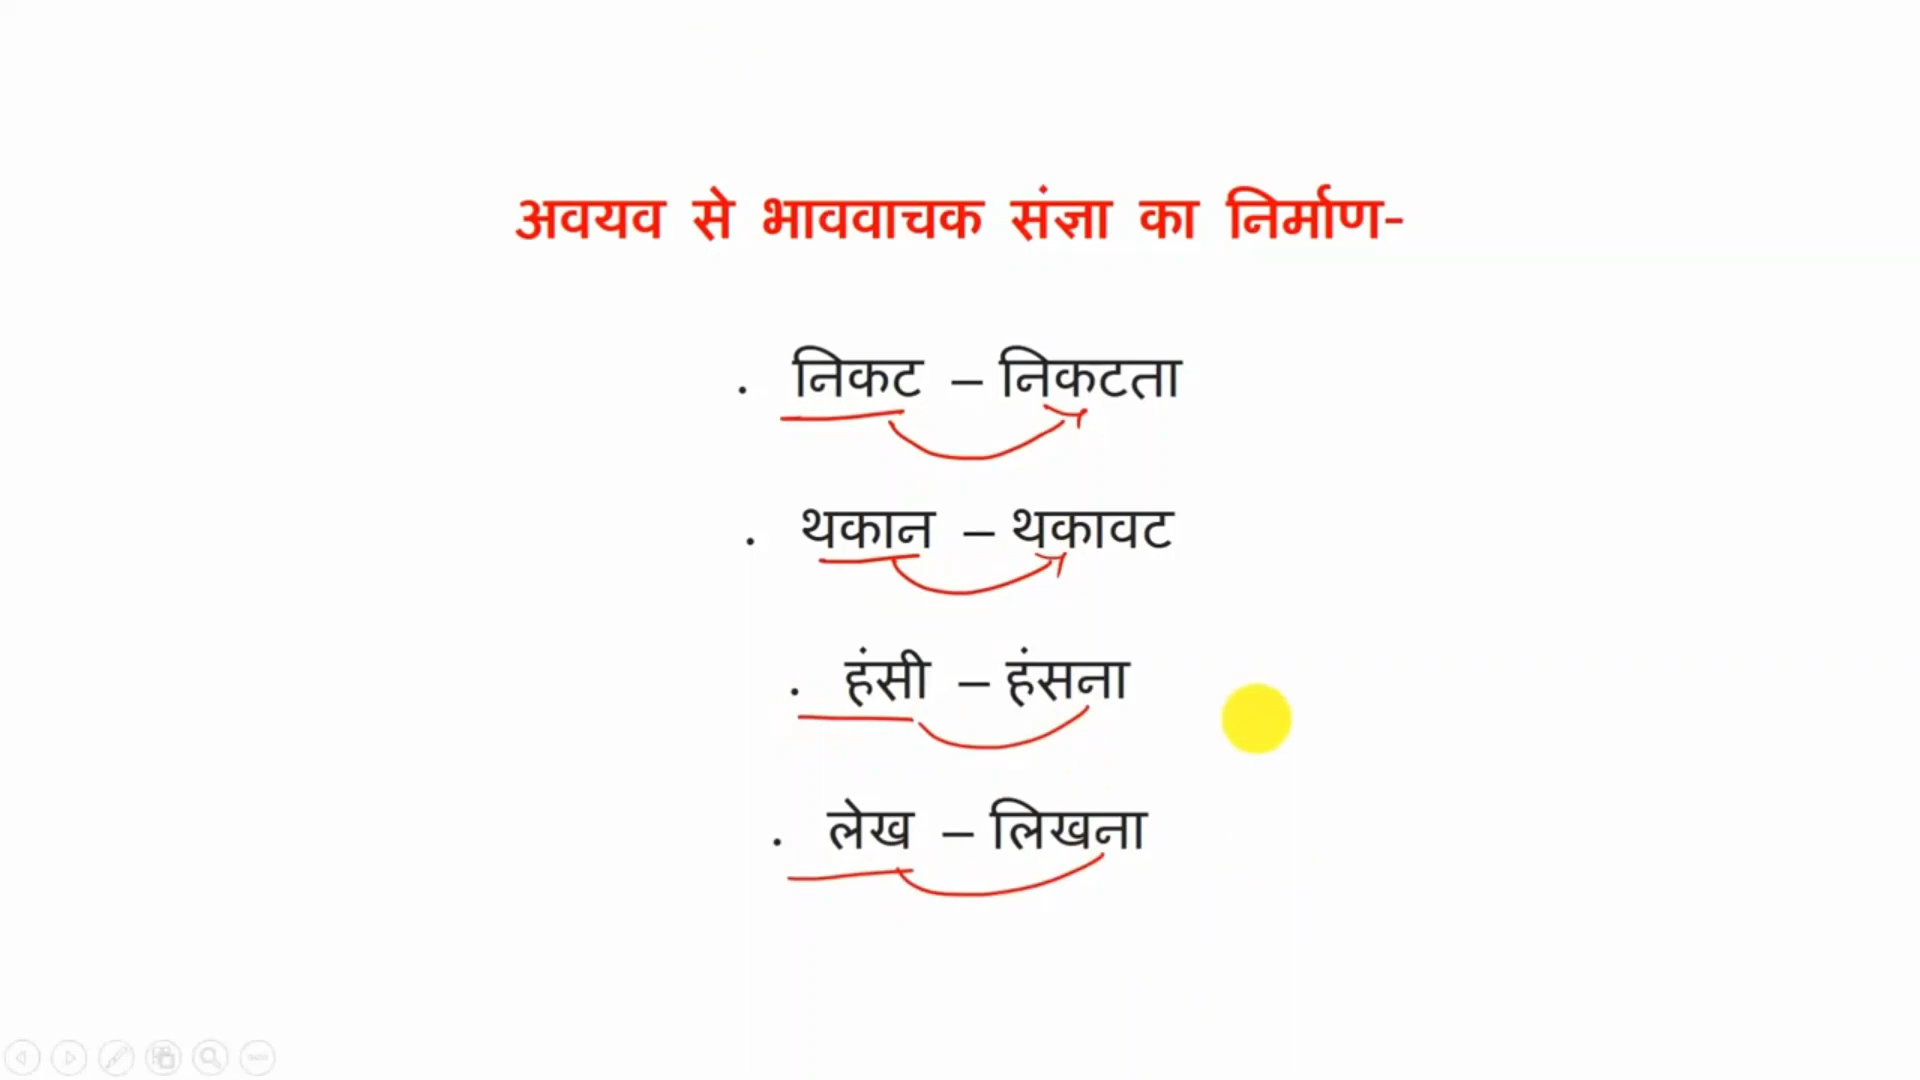 अवयव से भाववाचक संज्ञा का निर्माण-
. निकट – निकटता
. थकान – थकावट
. हंसी – हंसना
. लेख – लिखना